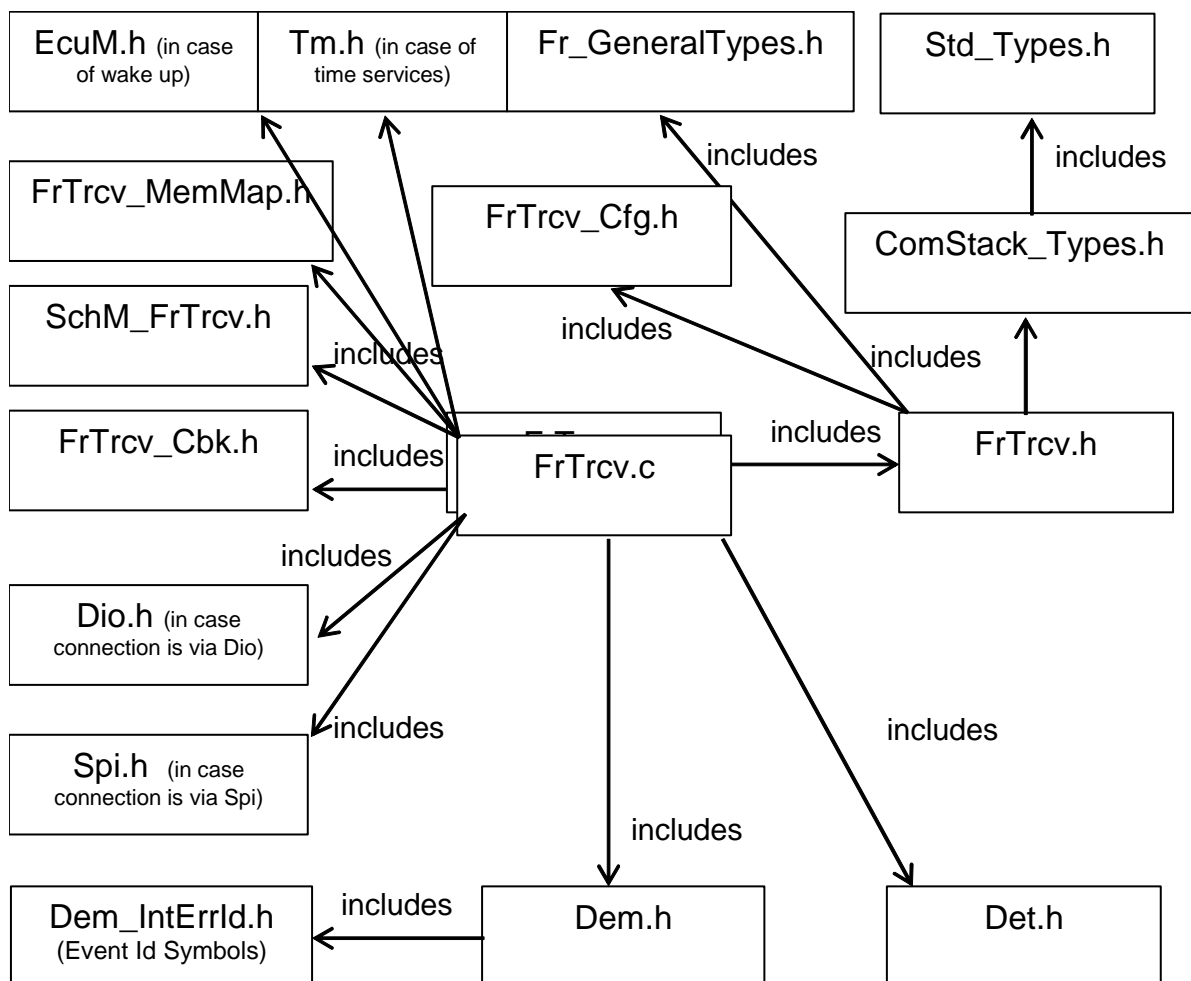 EcuM.h (in case
of wake up)
Tm.h (in case of
time services)
Fr_GeneralTypes.h
Std_Types.h
includes
includes
FrTrcv_MemMap.h
FrTrcv_Cfg.h
ComStack_Types.h
SchM_FrTrcv.h
includes
includes
includes
FrTrcv_Cbk.h
includes
FrTrcv.c
includes
FrTrcv.h
includes
Dio.h (in case
connection is via Dio)
includes
includes
Spi.h (in case
connection is via Spi)
includes
Dem_IntErrId.h
(Event Id Symbols)
includes
Dem.h
Det.h